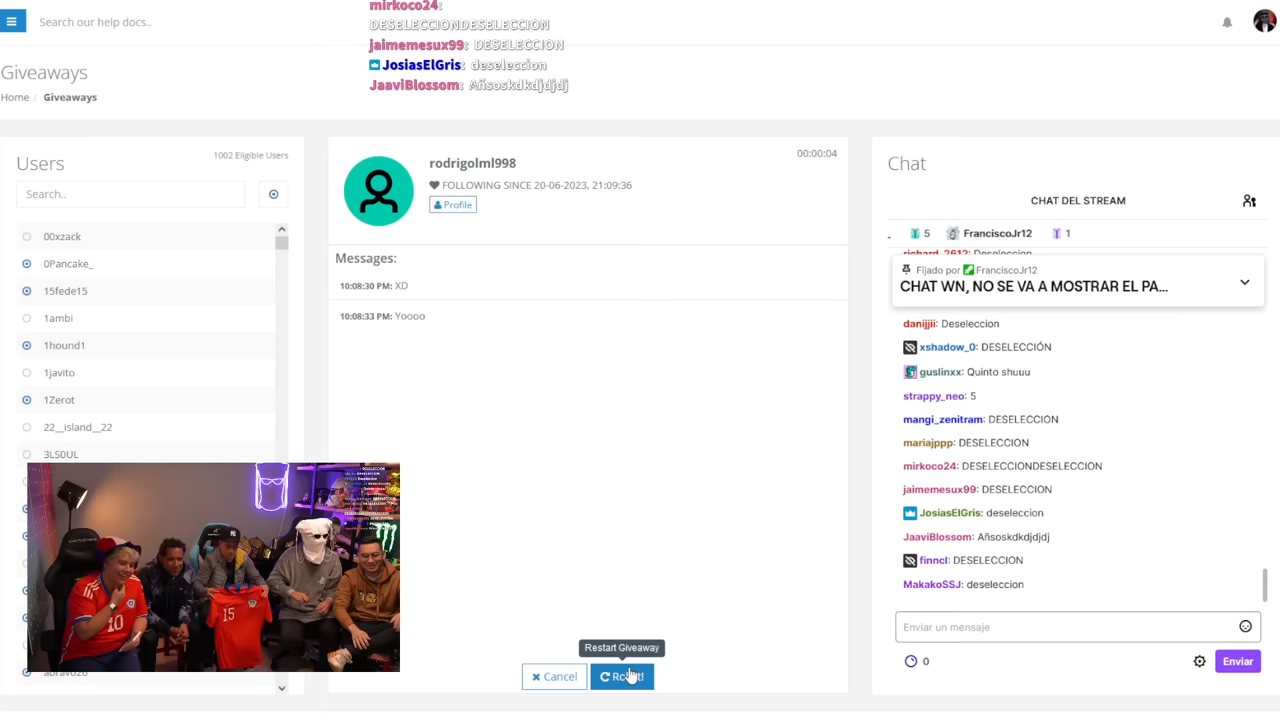 mirkoco24:
DESELECCIONDESELECCION
jaimemesux99: DESELECCION
JosiasElGris: deseleccion
JaaviBlossom: Añsoskdkdjdjdj
Search our help docs..
Giveaways
Home / Giveaways
Users
1002 Eligible Users
Search..
00xzack
0Pancake_
15fede15
1ambi
1hound1
1javito
1Zerot
22__island__22
3LS0UL
abravo26
10
15
rodrigolml998
00:00:04
FOLLOWING SINCE 20-06-2023, 21:09:36
Profile
Messages:
10:08:30 PM: XD
10:08:33 PM: Yoooo
Restart Giveaway
Cancel
Chat
CHAT DEL STREAM
5 FranciscoJr12 1
richard_2612: Deseleccion
Fijado por FranciscoJr12
CHAT WN, NO SE VA A MOSTRAR EL PA...
danijjii: Deseleccion
xshadow_0: DESELECCIÓN
guslinxx: Quinto shuuu
strappy_neo: 5
mangi_zenitram: DESELECCION
mariajppp: DESELECCION
mirkoco24: DESELECCIONDESELECCION
jaimemesux99: DESELECCION
JosiasElGris: deseleccion
JaaviBlossom: Añsoskdkdjdjdj
finncl: DESELECCION
MakakoSSJ: deseleccion
Enviar un mensaje
0
Enviar